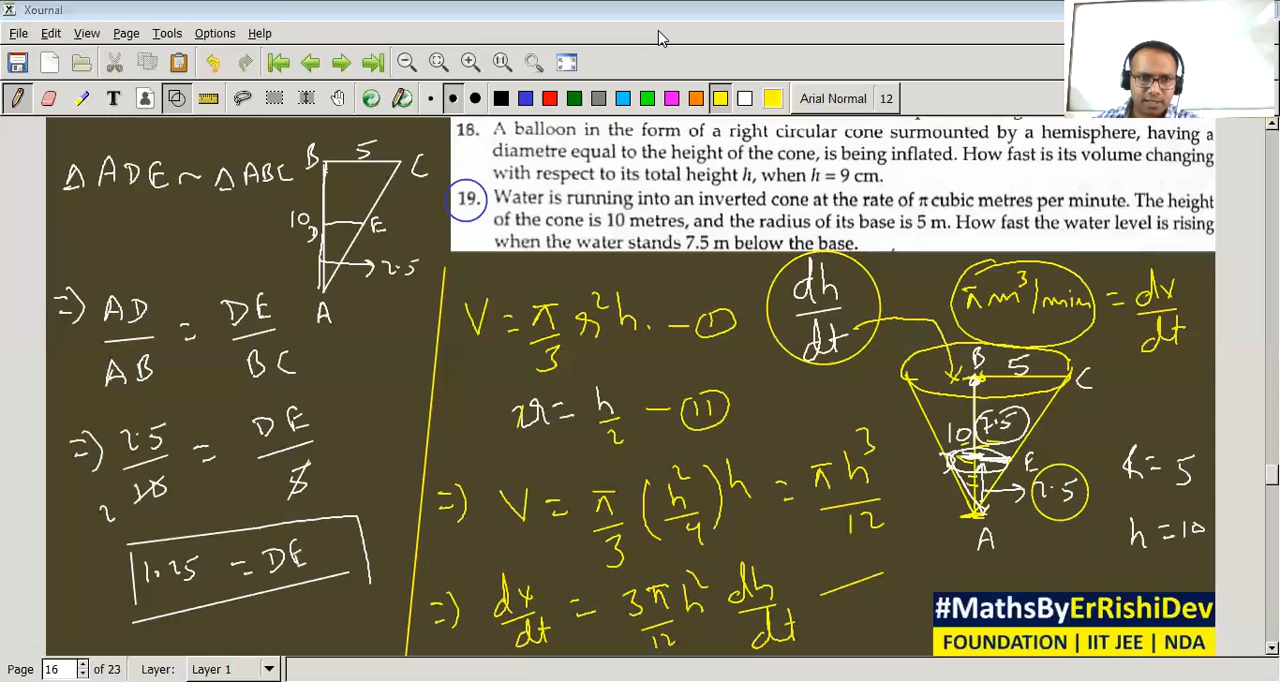 Xournal
File Edit View Page Tools Options Help
Arial Normal 12
18. A balloon in the form of a right circular cone surmounted by a hemisphere, having a
diametre equal to the height of the cone, is being inflated. How fast is its volume changing
with respect to its total height h, when h = 9 cm.
19. Water is running into an inverted cone at the rate of π cubic metres per minute. The height
of the cone is 10 metres, and the radius of its base is 5 m. How fast the water level is rising
when the water stands 7.5 m below the base.
Δ ADE ~ Δ ABC
B 5 C
10
D E
2.5
A
=) AD/AB = DE/BC
=) 2.5/10 = DE/5
2
1.25 = DE
V = π/3 r²h. — ①
r = h/2 — ②
=) V = π/3 (h²/4) h = πh³/12
=) dv/dt = 3π/12 h² dh/dt
dh/dt
π m³/min = dv/dt
B 5 C
10 7.5
D E
2.5
A
r = 5
h = 10
#MathsByErRishiDev
FOUNDATION | IIT JEE | NDA
Page 16 of 23 Layer: Layer 1